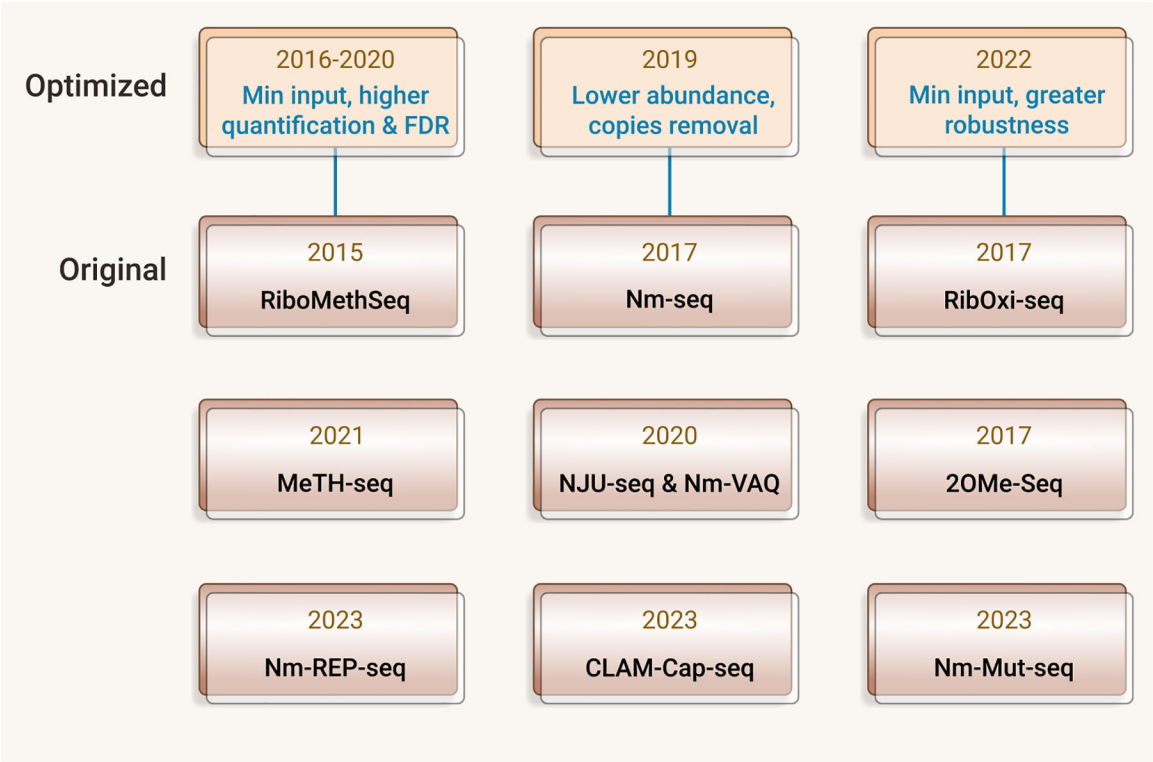 Optimized
2016-2020
Min input, higher
quantification & FDR
2019
Lower abundance,
copies removal
2022
Min input, greater
robustness
Original
2015
RiboMethSeq
2017
Nm-seq
2017
RibOxi-seq
2021
MeTH-seq
2020
NJU-seq & Nm-VAQ
2017
2OMe-Seq
2023
Nm-REP-seq
2023
CLAM-Cap-seq
2023
Nm-Mut-seq